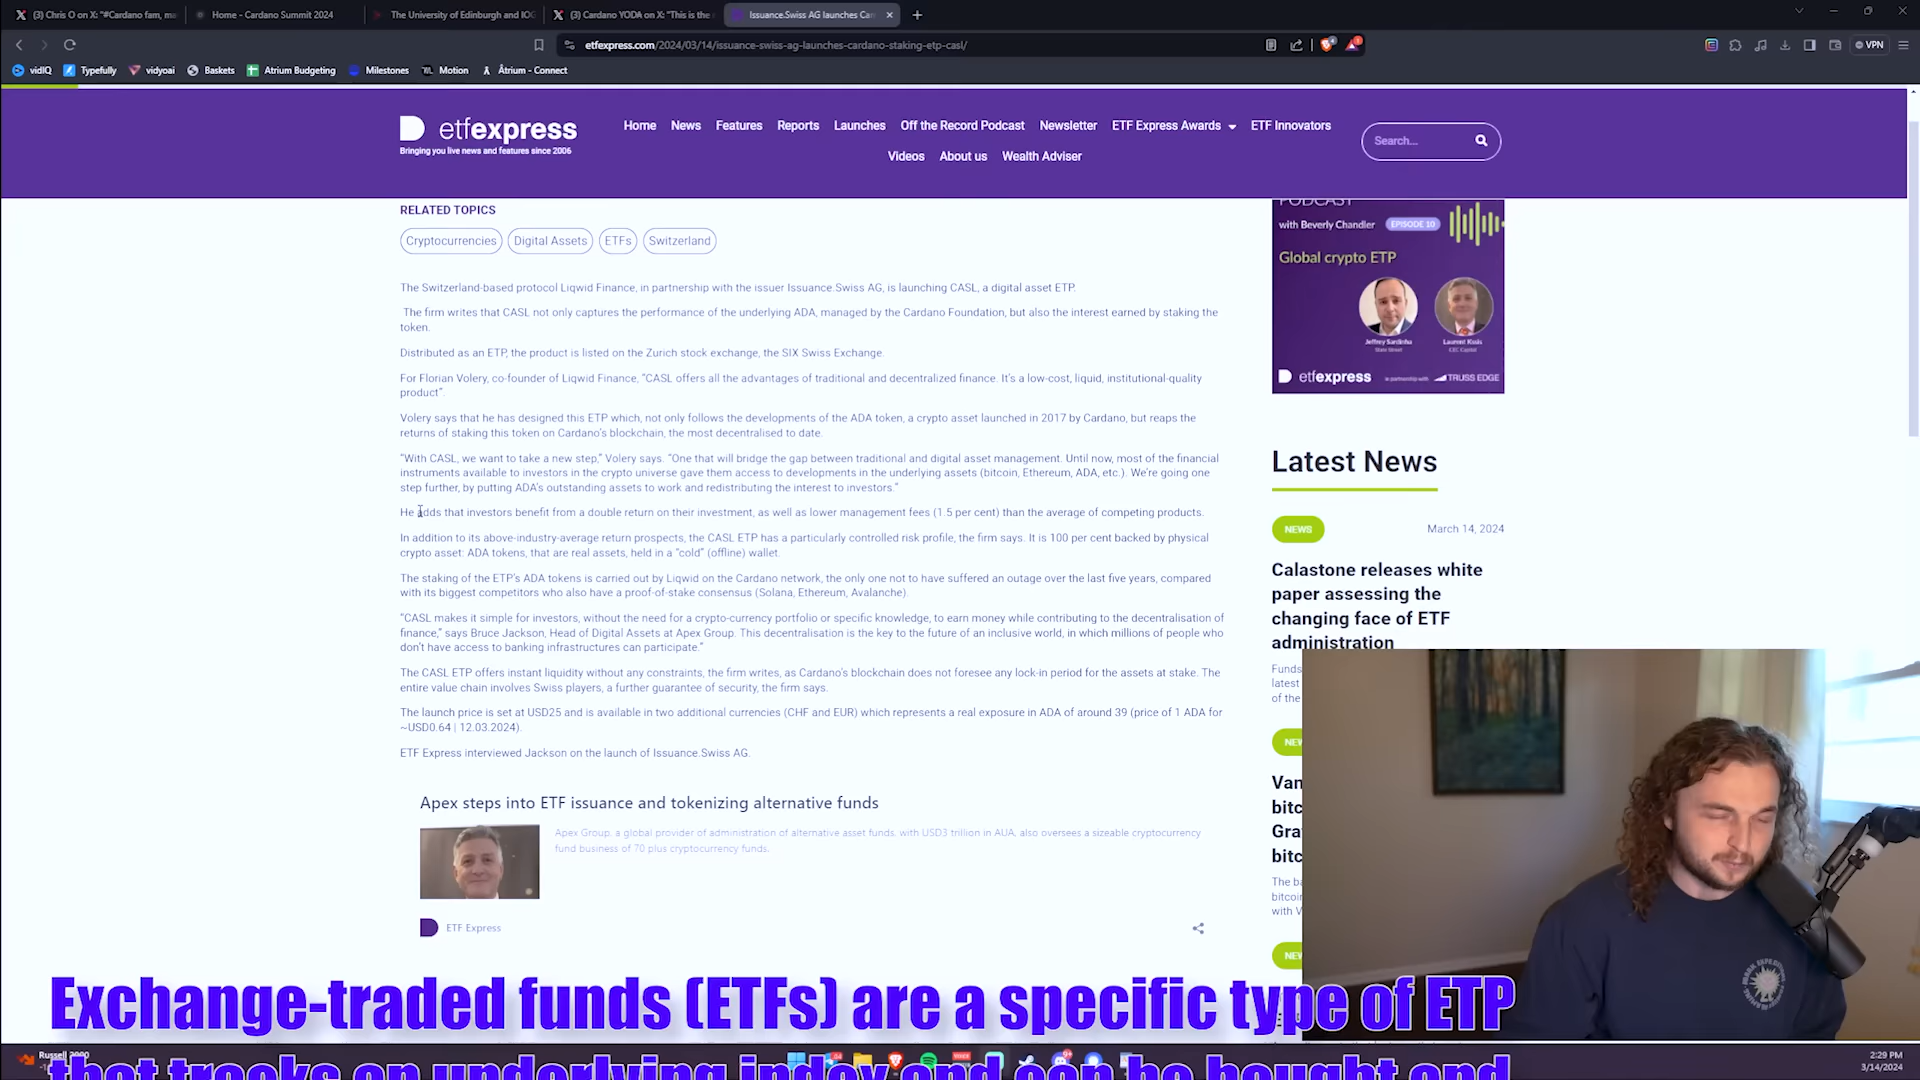 (3) Chris O on X: "#Cardano fam, ma
Home - Cardano Summit 2024
The University of Edinburgh and IOG
(3) Cardano YODA on X: "This is the
Issuance.Swiss AG launches Car
etfexpress.com/2024/03/14/issuance-swiss-ag-launches-cardano-staking-etp-casl/
VPN
vidIQ
Typefully
vidyoai
Baskets
Atrium Budgeting
Milestones
Motion
Åtrium - Connect
etfexpress
Bringing you live news and features since 2006
Home
News
Features
Reports
Launches
Off the Record Podcast
Newsletter
ETF Express Awards
ETF Innovators
Videos
About us
Wealth Adviser
Search...
RELATED TOPICS
Cryptocurrencies
Digital Assets
ETFs
Switzerland
The Switzerland-based protocol Liqwid Finance, in partnership with the issuer Issuance.Swiss AG, is launching CASL, a digital asset ETP.
The firm writes that CASL not only captures the performance of the underlying ADA, managed by the Cardano Foundation, but also the interest earned by staking the
token.
Distributed as an ETP, the product is listed on the Zurich stock exchange, the SIX Swiss Exchange.
For Florian Volery, co-founder of Liqwid Finance, "CASL offers all the advantages of traditional and decentralized finance. It's a low-cost, liquid, institutional-quality
product".
Volery says that he has designed this ETP which, not only follows the developments of the ADA token, a crypto asset launched in 2017 by Cardano, but reaps the
returns of staking this token on Cardano's blockchain, the most decentralised to date.
"With CASL, we want to take a new step," Volery says. "One that will bridge the gap between traditional and digital asset management. Until now, most of the financial
instruments available to investors in the crypto universe gave them access to developments in the underlying assets (bitcoin, Ethereum, ADA, etc.). We're going one
step further, by putting ADA's outstanding assets to work and redistributing the interest to investors."
He adds that investors benefit from a double return on their investment, as well as lower management fees (1.5 per cent) than the average of competing products.
In addition to its above-industry-average return prospects, the CASL ETP has a particularly controlled risk profile, the firm says. It is 100 per cent backed by physical
crypto asset: ADA tokens, that are real assets, held in a "cold" (offline) wallet.
The staking of the ETP's ADA tokens is carried out by Liqwid on the Cardano network, the only one not to have suffered an outage over the last five years, compared
with its biggest competitors who also have a proof-of-stake consensus (Solana, Ethereum, Avalanche).
"CASL makes it simple for investors, without the need for a crypto-currency portfolio or specific knowledge, to earn money while contributing to the decentralisation of
finance," says Bruce Jackson, Head of Digital Assets at Apex Group. This decentralisation is the key to the future of an inclusive world, in which millions of people who
don't have access to banking infrastructures can participate."
The CASL ETP offers instant liquidity without any constraints, the firm writes, as Cardano's blockchain does not foresee any lock-in period for the assets at stake. The
entire value chain involves Swiss players, a further guarantee of security, the firm says.
The launch price is set at USD25 and is available in two additional currencies (CHF and EUR) which represents a real exposure in ADA of around 39 (price of 1 ADA for
~USD0.64 | 12.03.2024).
ETF Express interviewed Jackson on the launch of Issuance.Swiss AG.
Apex steps into ETF issuance and tokenizing alternative funds
Apex Group, a global provider of administration of alternative asset funds, with USD3 trillion in AUA, also oversees a sizeable cryptocurrency
fund business of 70 plus cryptocurrency funds.
ETF Express
PODCAST
with Beverly Chandler
EPISODE 10
Global crypto ETP
Jeffrey Sardinha
State Street
Laurent Kssis
CEC Capital
etfexpress
in partnership with
TRUSS EDGE
Latest News
NEWS
March 14, 2024
Calastone releases white
paper assessing the
changing face of ETF
administration
Funds
latest
of the
NEW
Van
bitc
Gra
bitc
The ba
bitcoin
with V
NEW
Exchange-traded funds (ETFs) are a specific type of ETP
that tracks an underlying index and can be bought and
Russell 2000
2:29 PM
3/14/2024